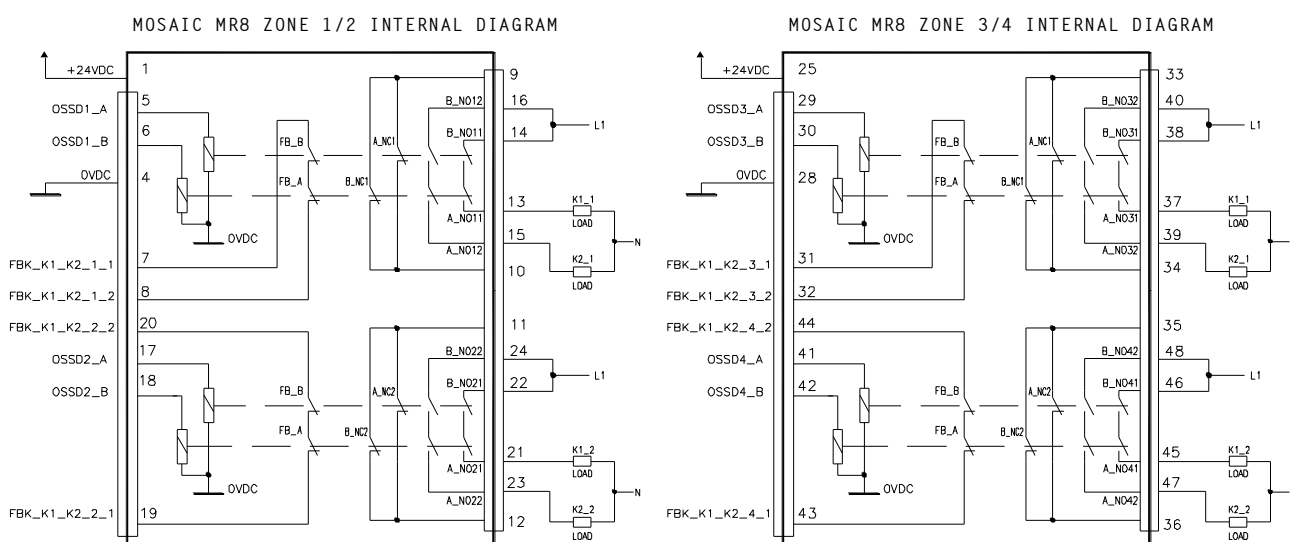 MOSAIC MR8 ZONE 1/2 INTERNAL DIAGRAM
+24VDC
1
9
OSSD1_A
5
B_NO12
16
L1
OSSD1_B
6
B_NO11
14
FB_B
A_NC1
0VDC
4
FB_A
B_NC1
A_NO11
13
K1_1
LOAD
N
0VDC
A_NO12
15
K2_1
LOAD
FBK_K1_K2_1_1
7
10
FBK_K1_K2_1_2
8
FBK_K1_K2_2_2
20
11
OSSD2_A
17
B_NO22
24
L1
OSSD2_B
18
B_NO21
22
FB_B
A_NC2
FB_A
B_NC2
A_NO21
21
K1_2
LOAD
N
0VDC
A_NO22
23
K2_2
LOAD
FBK_K1_K2_2_1
19
12
MOSAIC MR8 ZONE 3/4 INTERNAL DIAGRAM
+24VDC
25
33
OSSD3_A
29
B_NO32
40
L1
OSSD3_B
30
B_NO31
38
FB_B
A_NC1
0VDC
28
FB_A
B_NC1
A_NO31
37
K1_1
LOAD
0VDC
A_NO32
39
K2_1
LOAD
FBK_K1_K2_3_1
31
34
FBK_K1_K2_3_2
32
FBK_K1_K2_4_2
44
35
OSSD4_A
41
B_NO42
48
L1
OSSD4_B
42
B_NO41
46
FB_B
A_NC2
FB_A
B_NC2
A_NO41
45
K1_2
LOAD
0VDC
A_NO42
47
K2_2
LOAD
FBK_K1_K2_4_1
43
36